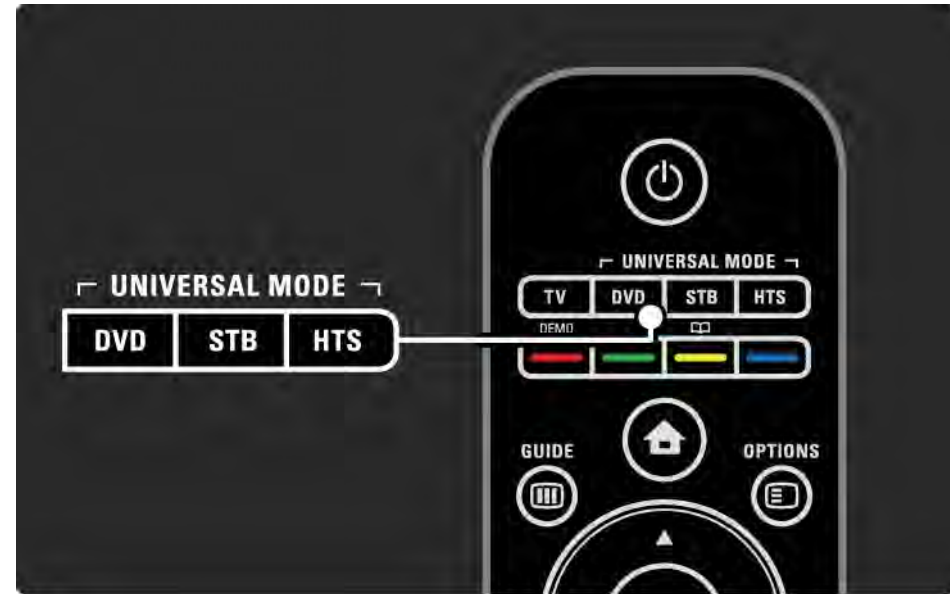 UNIVERSAL MODE
DVD STB HTS
UNIVERSAL MODE
TV DVD STB HTS
DEMO
GUIDE
OPTIONS